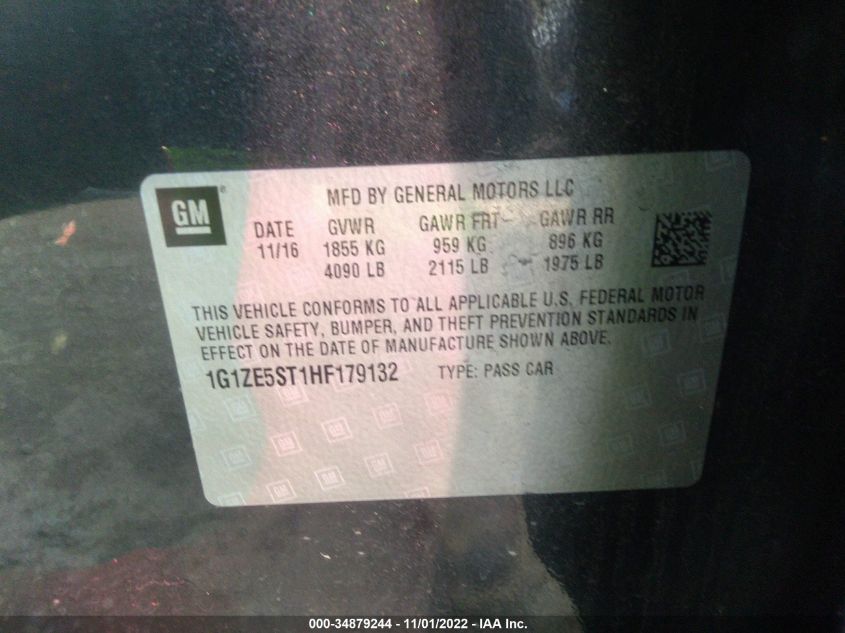 GM®
MFD BY GENERAL MOTORS LLC
DATE GVWR GAWR FRT GAWR RR
11/16 1855 KG 959 KG 896 KG
4090 LB 2115 LB 1975 LB
THIS VEHICLE CONFORMS TO ALL APPLICABLE U.S. FEDERAL MOTOR
VEHICLE SAFETY, BUMPER, AND THEFT PREVENTION STANDARDS IN
EFFECT ON THE DATE OF MANUFACTURE SHOWN ABOVE.
1G1ZE5ST1HF179132 TYPE: PASS CAR
000-34879244 - 11/01/2022 - IAA Inc.